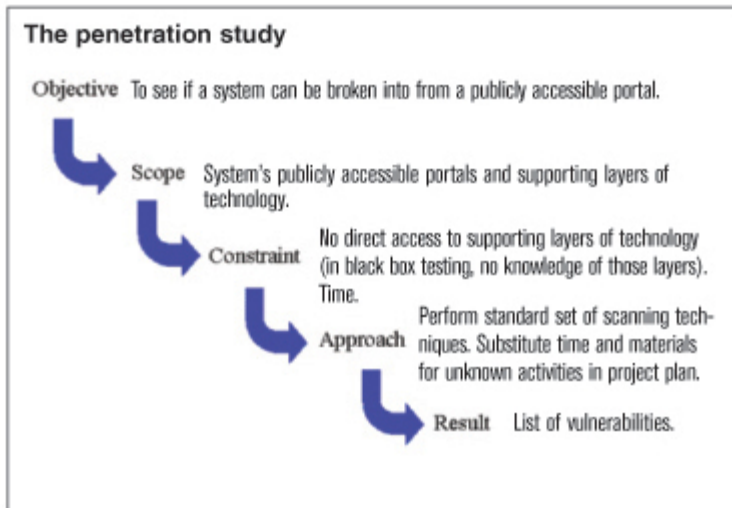 The penetration study
Objective To see if a system can be broken into from a publicly accessible portal.
Scope System's publicly accessible portals and supporting layers of
technology.
No direct access to supporting layers of technology
Constraint (in black box testing, no knowledge of those layers).
Time.
Perform standard set of scanning tech-
Approach niques. Substitute time and materials
for unknown activities in project plan.
Result List of vulnerabilities.